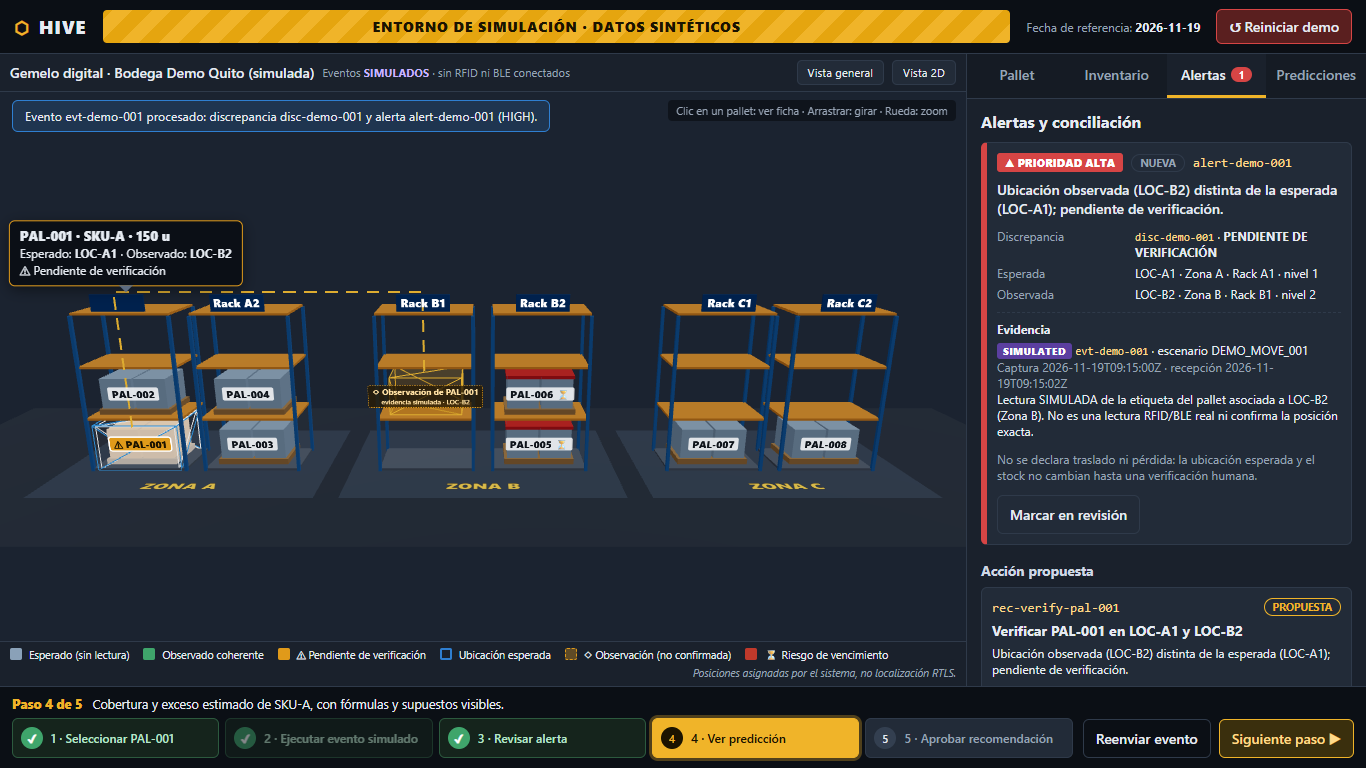 HIVE
ENTORNO DE SIMULACIÓN · DATOS SINTÉTICOS
Fecha de referencia: 2026-11-19
↺ Reiniciar demo
Gemelo digital · Bodega Demo Quito (simulada)
Eventos SIMULADOS · sin RFID ni BLE conectados
Vista general
Vista 2D
Evento evt-demo-001 procesado: discrepancia disc-demo-001 y alerta alert-demo-001 (HIGH).
Clic en un pallet: ver ficha · Arrastrar: girar · Rueda: zoom
PAL-001 · SKU-A · 150 u
Esperado: LOC-A1 · Observado: LOC-B2
⚠ Pendiente de verificación
Rack A2
Rack B1
Rack B2
Rack C1
Rack C2
PAL-002
PAL-004
◇ Observación de PAL-001
evidencia simulada · LOC-B2
PAL-006 ⏳
⚠ PAL-001
PAL-003
PAL-005 ⏳
PAL-007
PAL-008
ZONA A
ZONA B
ZONA C
Esperado (sin lectura)
Observado coherente
⚠ Pendiente de verificación
Ubicación esperada
◇ Observación (no confirmada)
⏳ Riesgo de vencimiento
Posiciones asignadas por el sistema, no localización RTLS.
Pallet
Inventario
Alertas 1
Predicciones
Alertas y conciliación
▲ PRIORIDAD ALTA
NUEVA
alert-demo-001
Ubicación observada (LOC-B2) distinta de la esperada
(LOC-A1); pendiente de verificación.
Discrepancia
disc-demo-001 · PENDIENTE DE
VERIFICACIÓN
Esperada
LOC-A1 · Zona A · Rack A1 · nivel 1
Observada
LOC-B2 · Zona B · Rack B1 · nivel 2
Evidencia
SIMULATED evt-demo-001 · escenario DEMO_MOVE_001
Captura 2026-11-19T09:15:00Z · recepción 2026-11-
19T09:15:02Z
Lectura SIMULADA de la etiqueta del pallet asociada a LOC-B2
(Zona B). No es una lectura RFID/BLE real ni confirma la posición
exacta.
No se declara traslado ni pérdida: la ubicación esperada y el
stock no cambian hasta una verificación humana.
Marcar en revisión
Acción propuesta
rec-verify-pal-001
PROPUESTA
Verificar PAL-001 en LOC-A1 y LOC-B2
Ubicación observada (LOC-B2) distinta de la esperada (LOC-A1);
pendiente de verificación.
Paso 4 de 5 Cobertura y exceso estimado de SKU-A, con fórmulas y supuestos visibles.
✓ 1 · Seleccionar PAL-001
✓ 2 · Ejecutar evento simulado
✓ 3 · Revisar alerta
4 4 · Ver predicción
5 5 · Aprobar recomendación
Reenviar evento
Siguiente paso ▶